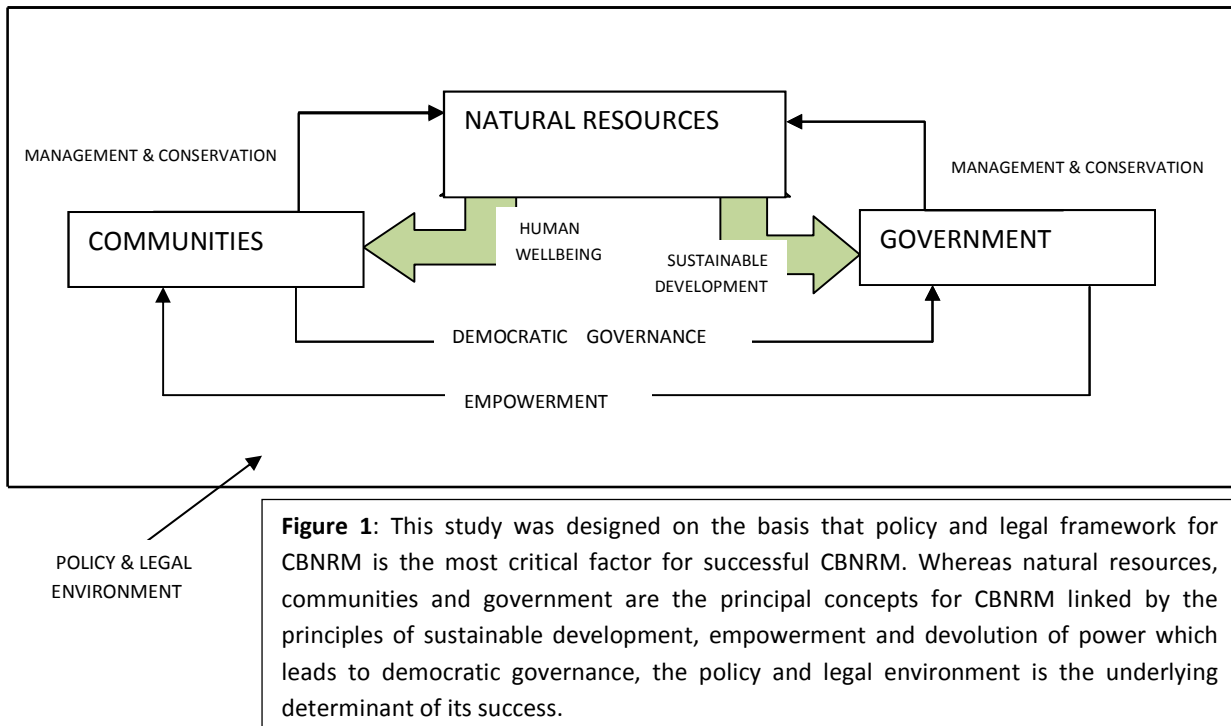 NATURAL RESOURCES
MANAGEMENT & CONSERVATION
MANAGEMENT & CONSERVATION
COMMUNITIES
HUMAN
WELLBEING
SUSTAINABLE
DEVELOPMENT
GOVERNMENT
DEMOCRATIC GOVERNANCE
EMPOWERMENT
POLICY & LEGAL
ENVIRONMENT
Figure 1: This study was designed on the basis that policy and legal framework for
CBNRM is the most critical factor for successful CBNRM. Whereas natural resources,
communities and government are the principal concepts for CBNRM linked by the
principles of sustainable development, empowerment and devolution of power which
leads to democratic governance, the policy and legal environment is the underlying
determinant of its success.